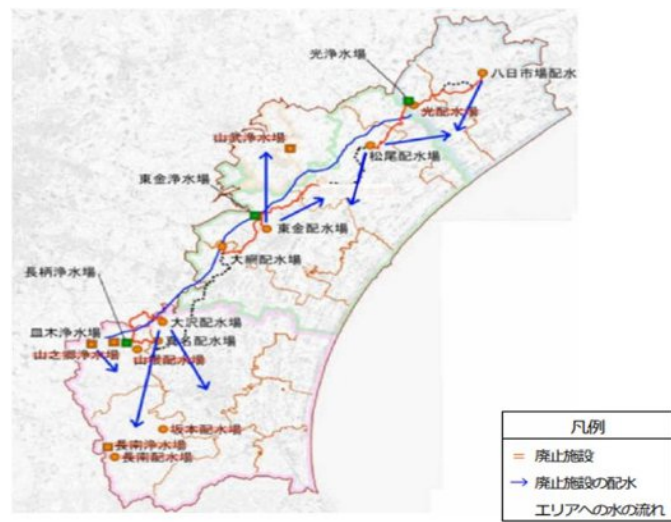 光浄水場
八日市場配水
光配水場
山武浄水場
松尾配水場
東金浄水場
東金配水場
大網配水場
長柄浄水場
大沢配水場
皿木浄水場
真名配水場
山之郷浄水場
山根配水場
坂本配水場
長南浄水場
長南配水場
凡例
= 廃止施設
→ 廃止施設の配水
エリアへの水の流れ